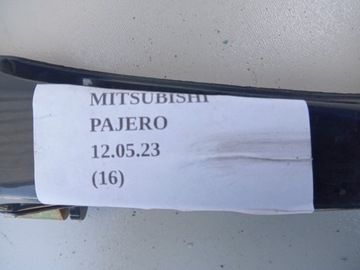 MITSUBISHI
PAJERO
12.05.23
(16)